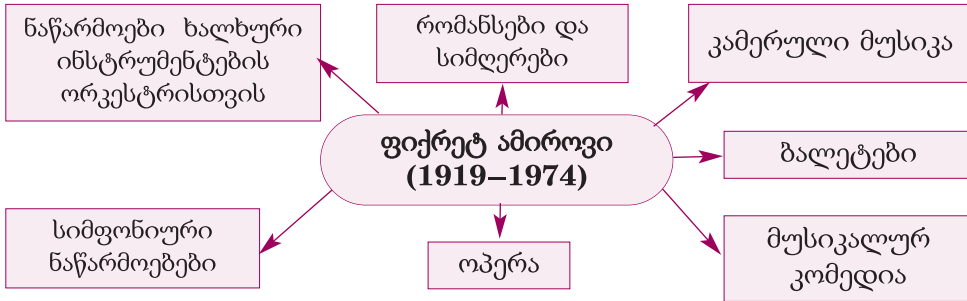 ნაწარმოები ხალხური
ინსტრუმენტების
ორკესტრისთვის
რომანსები და
სიმღერები
კამერული მუსიკა
ფიქრეტ ამიროვი
(1919–1974)
ბალეტები
სიმფონიური
ნაწარმოებები
ოპერა
მუსიკალურ
კომედია